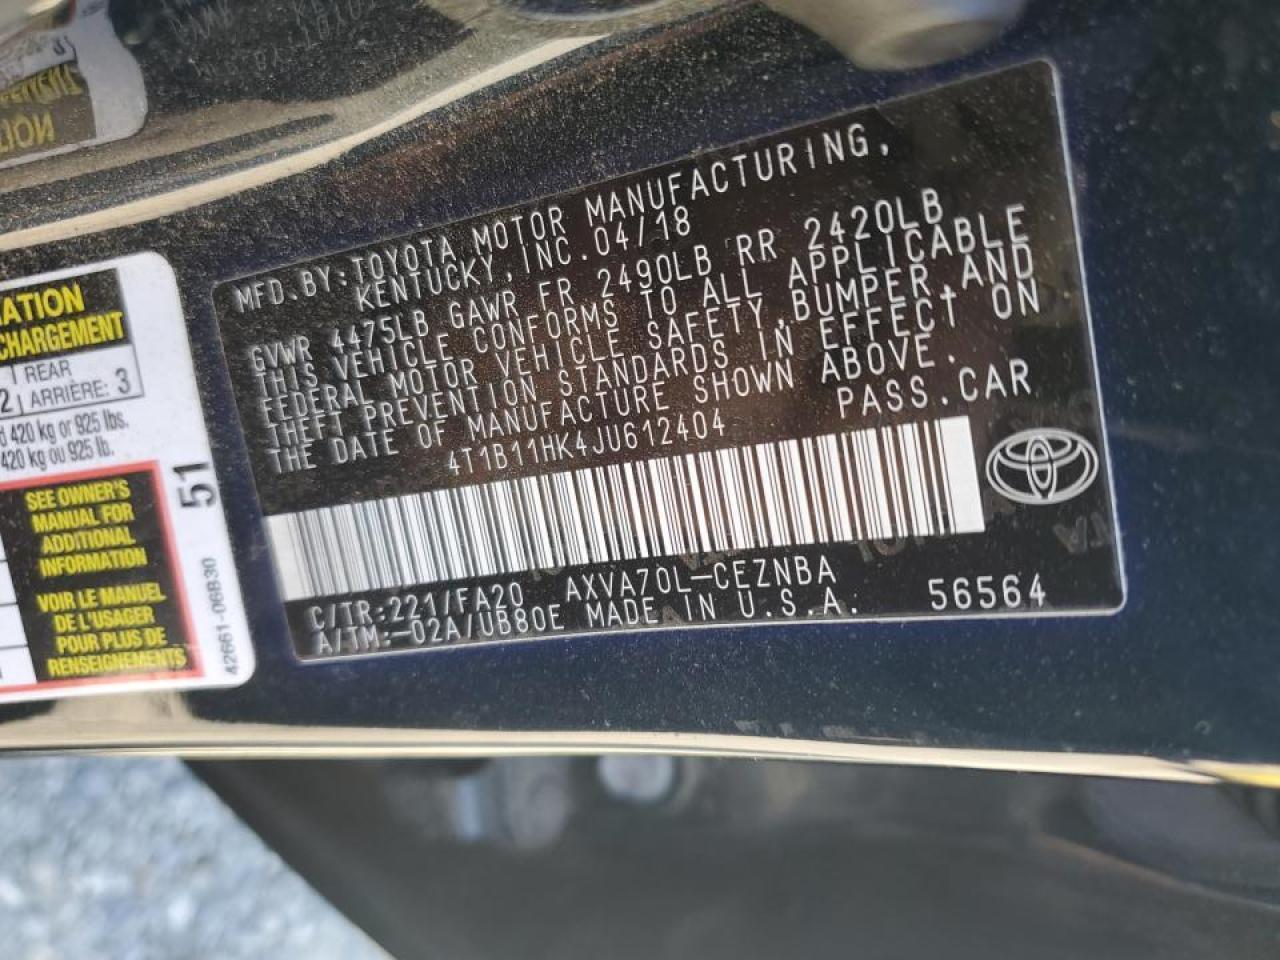 MFD.BY:TOYOTA MOTOR MANUFACTURING,
KENTUCKY,INC. 04/18
GVWR 4475LB GAWR FR 2490LB RR 2420LB
THIS VEHICLE CONFORMS TO ALL APPLICABLE
FEDERAL MOTOR VEHICLE SAFETY,BUMPER,AND
THEFT PREVENTION STANDARDS IN EFFECT ON
THE DATE OF MANUFACTURE SHOWN ABOVE.
4T1B11HK4JU612404 PASS.CAR
C/TR:221/FA20 AXVA70L-CEZNBA
A/TM:-02A/UB80E MADE IN U.S.A. 56564
REAR
ARRIÈRE: 3
420 kg or 925 lbs.
420 kg ou 925 lb.
SEE OWNER'S
MANUAL FOR
ADDITIONAL
INFORMATION
VOIR LE MANUEL
DE L'USAGER
POUR PLUS DE
RENSEIGNEMENTS
51
42661-06B30